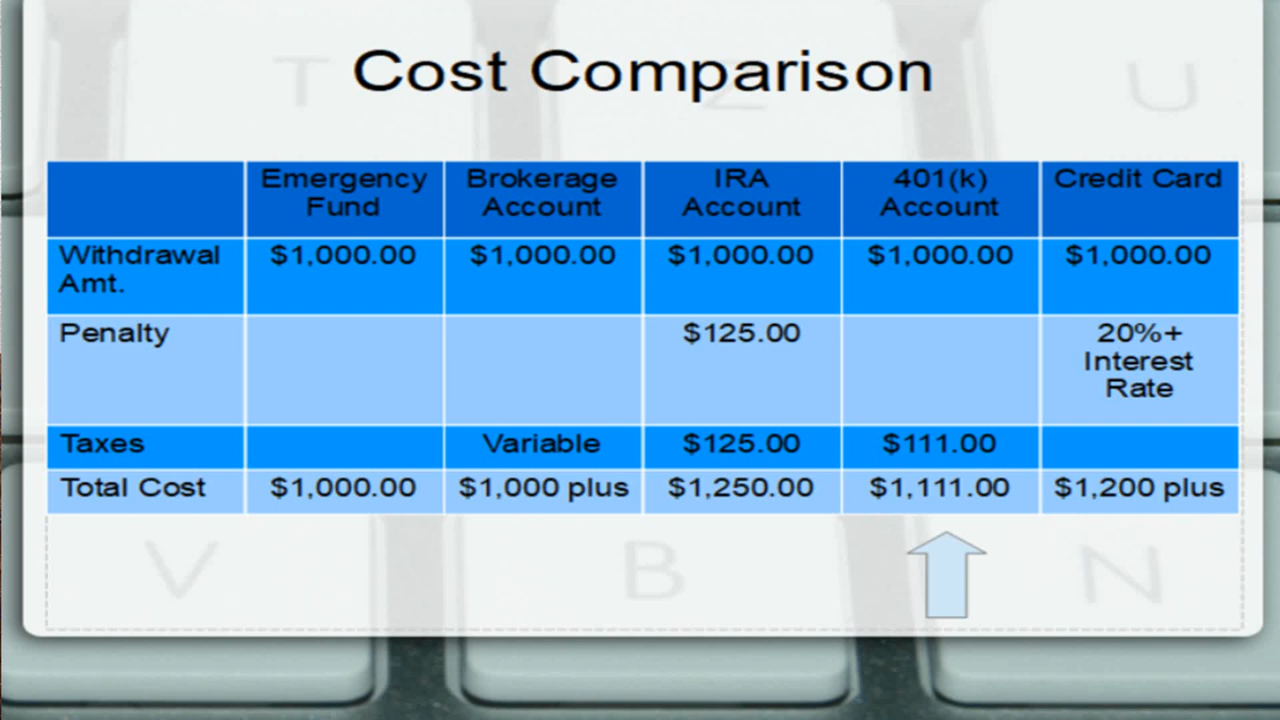 Cost Comparison
Emergency Fund Brokerage Account IRA Account 401(k) Account Credit Card
Withdrawal Amt. $1,000.00 $1,000.00 $1,000.00 $1,000.00 $1,000.00
Penalty $125.00 20%+ Interest Rate
Taxes Variable $125.00 $111.00
Total Cost $1,000.00 $1,000 plus $1,250.00 $1,111.00 $1,200 plus
T Z U
V B N